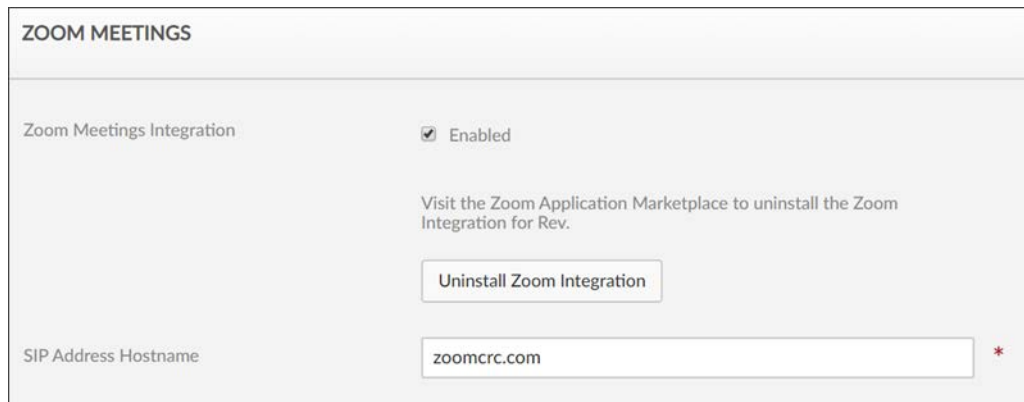 ZOOM MEETINGS
Zoom Meetings Integration
Enabled
Visit the Zoom Application Marketplace to uninstall the Zoom
Integration for Rev.
Uninstall Zoom Integration
SIP Address Hostname
zoomcrc.com
*